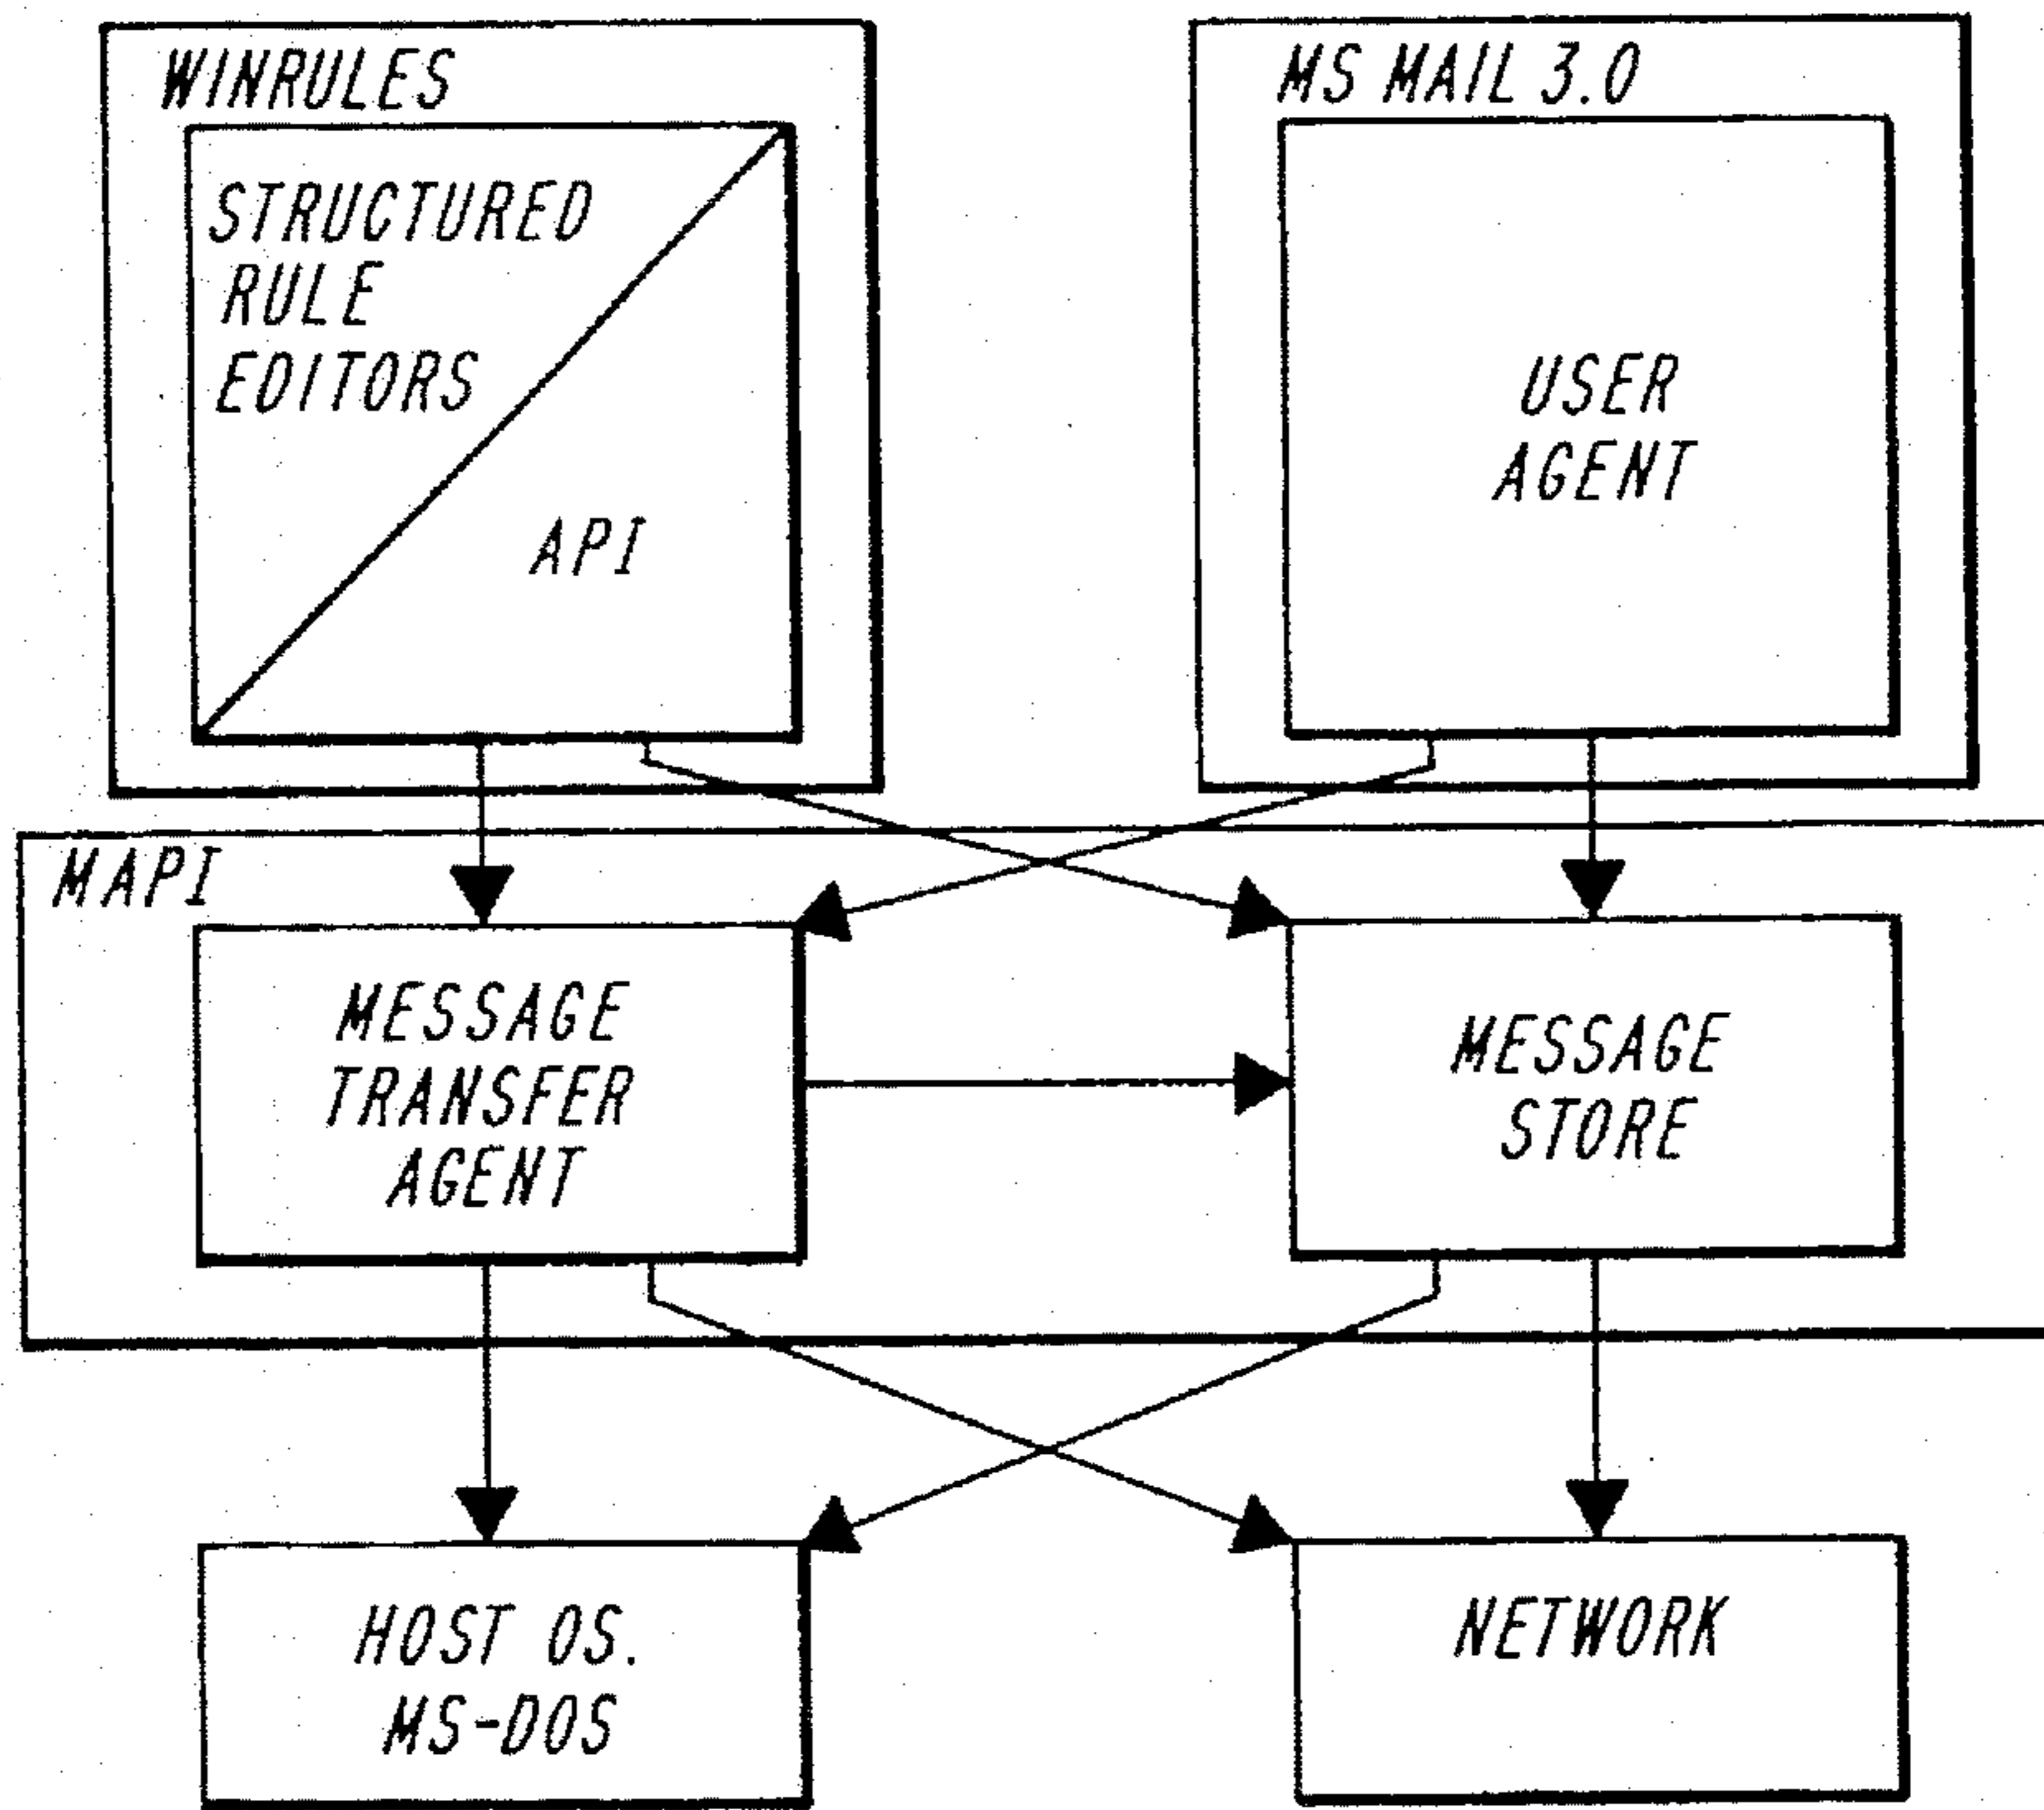 WINRULES
STRUCTURED
RULE
EDITORS
API
MS MAIL 3.0
USER
AGENT
MAPI
MESSAGE
TRANSFER
AGENT
MESSAGE
STORE
HOST OS.
MS-DOS
NETWORK